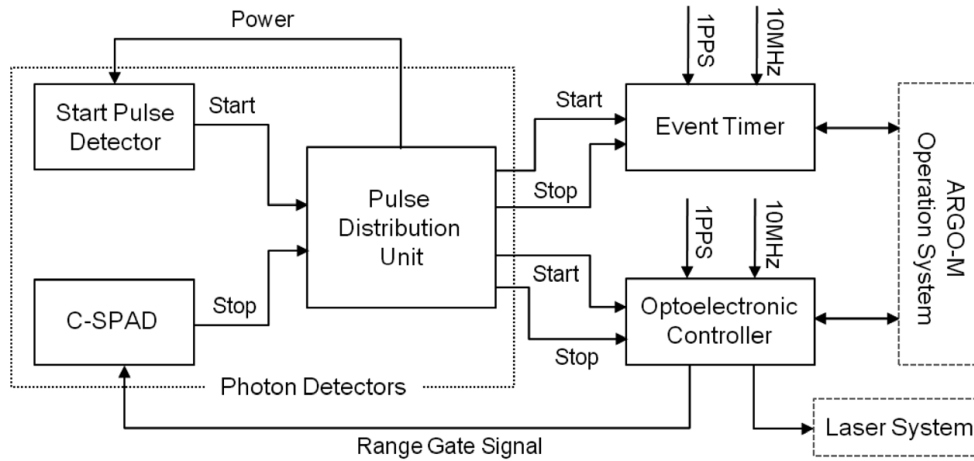 Power
1PPS
10MHz
Start Pulse
Detector
Start
Start
Event Timer
Stop
Pulse
Distribution
Unit
ARGO-M
Operation System
1PPS
10MHz
Start
C-SPAD
Stop
Optoelectronic
Controller
Stop
Photon Detectors
Laser System
Range Gate Signal